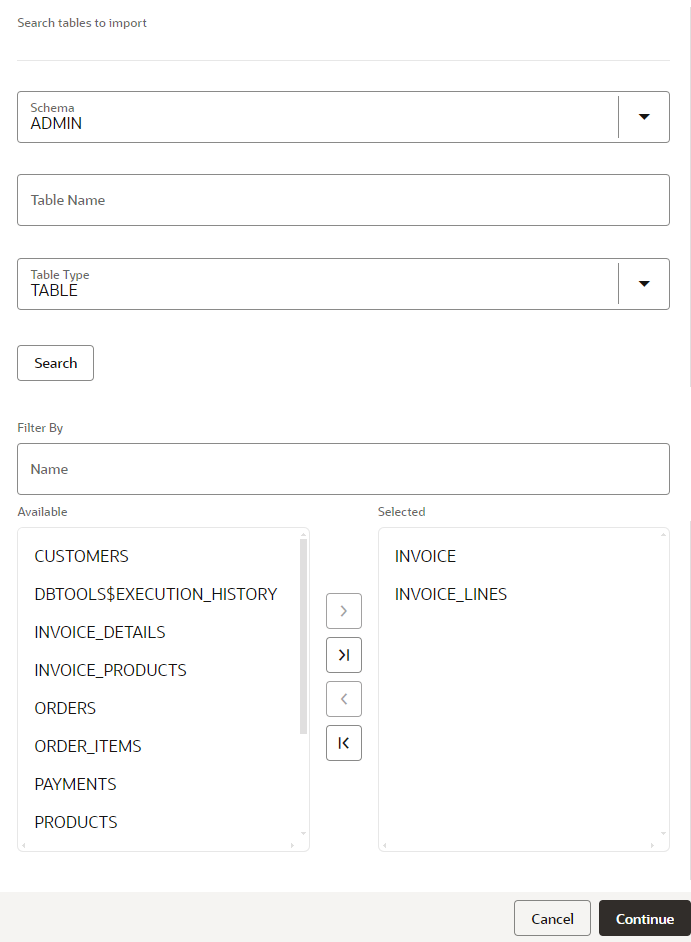 Search tables to import
Schema
ADMIN
Table Name
Table Type
TABLE
Search
Filter By
Name
Available
Selected
CUSTOMERS
DBTOOLS$EXECUTION_HISTORY
INVOICE_DETAILS
INVOICE_PRODUCTS
ORDERS
ORDER_ITEMS
PAYMENTS
PRODUCTS
INVOICE
INVOICE_LINES
Cancel
Continue